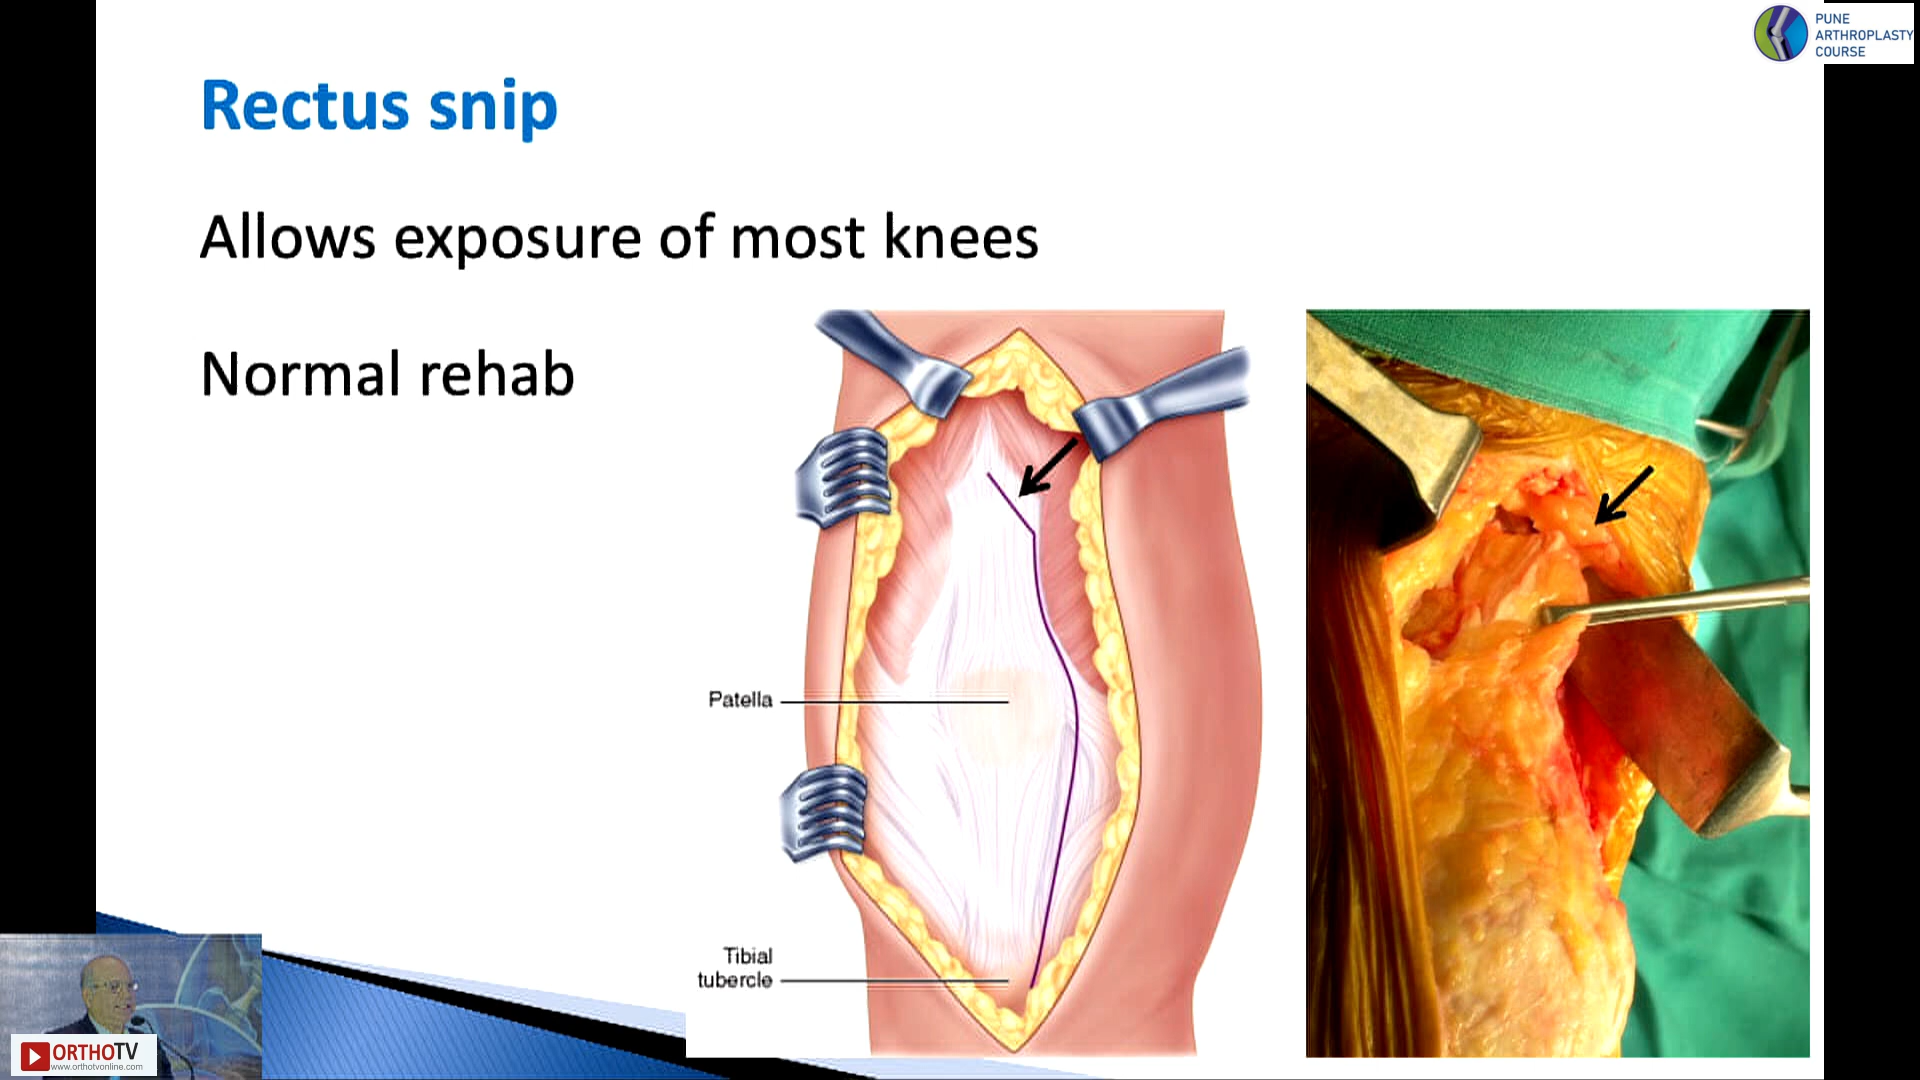 PUNE
ARTHROPLASTY
COURSE
Rectus snip
Allows exposure of most knees
Normal rehab
Patella
Tibial
tubercle
ORTHOTV
www.orthotvonline.com